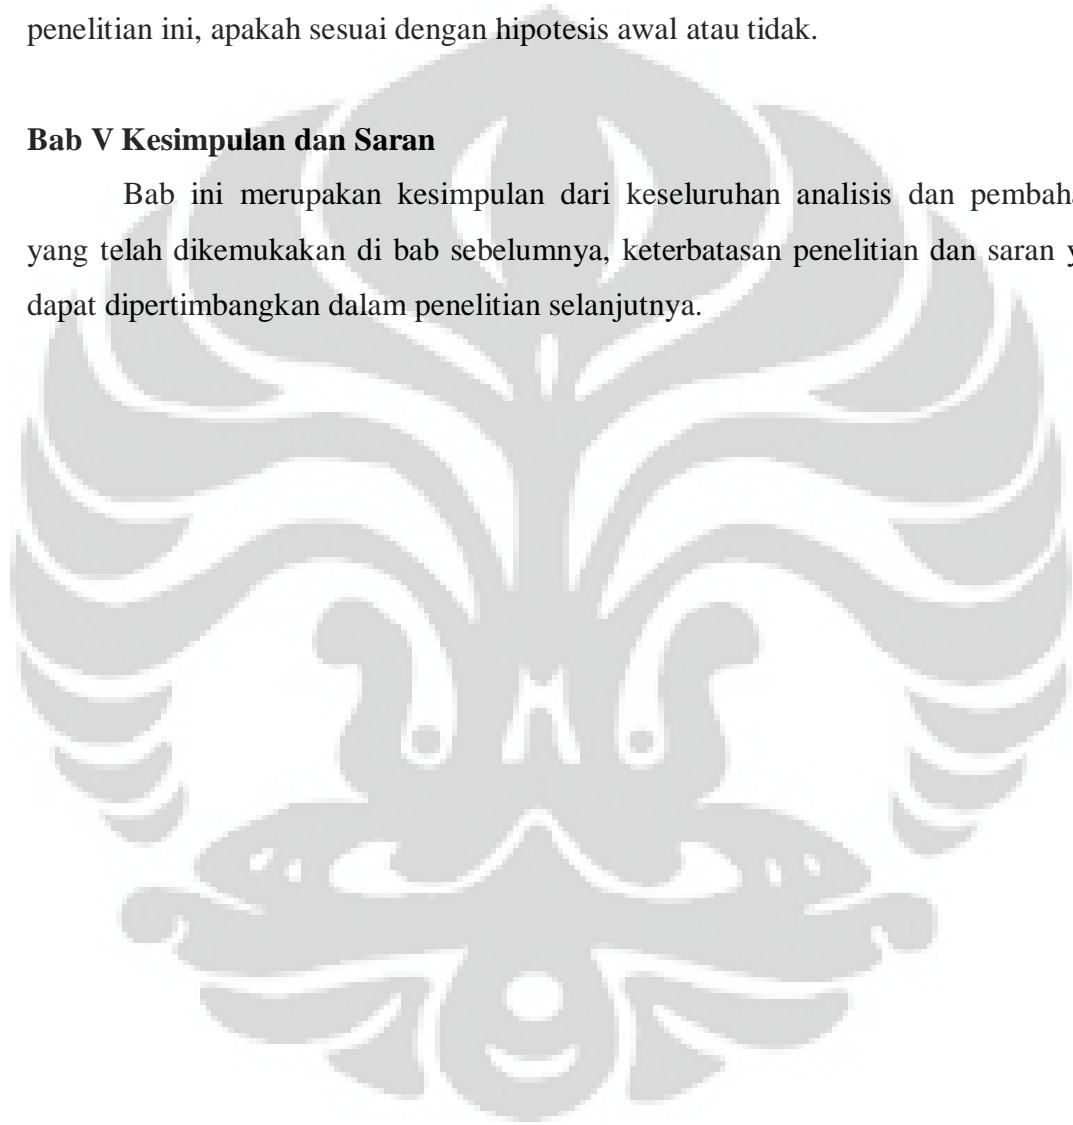 penelitian ini, apakah sesuai dengan hipotesis awal atau tidak.
Bab V Kesimpulan dan Saran
Bab ini merupakan kesimpulan dari keseluruhan analisis dan
yang telah dikemukakan di bab sebelumnya, keterbatasan penelitian dan saran
dapat dipertimbangkan dalam penelitian selanjutnya.